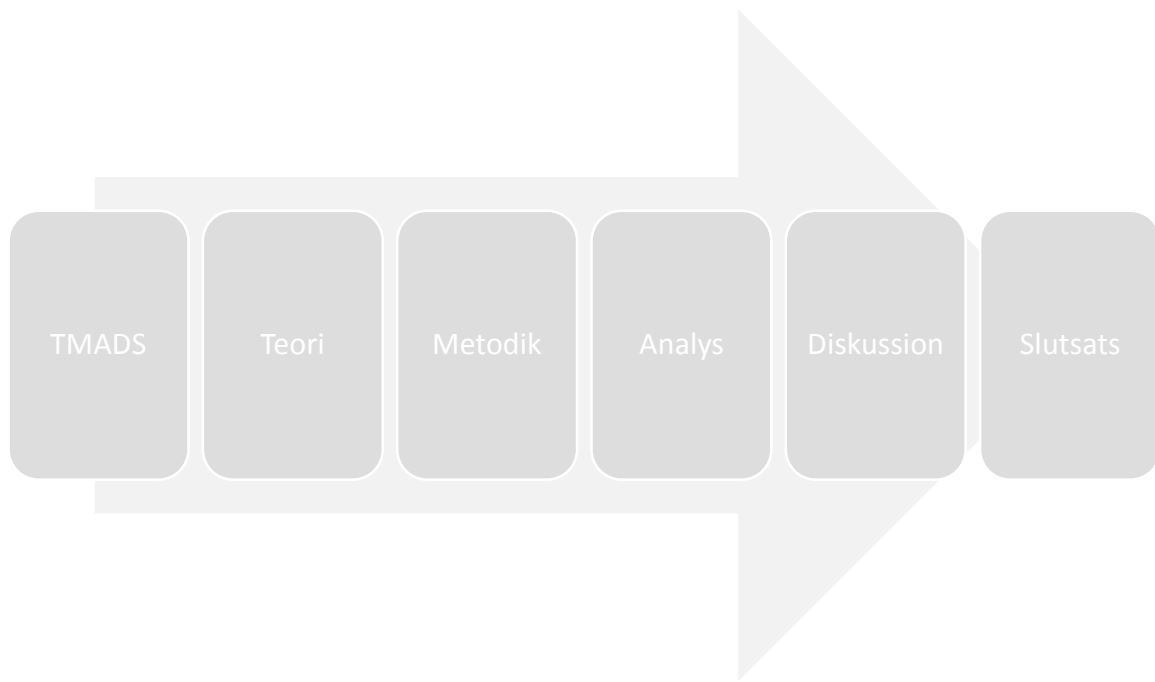 TMADS
Teori
Metodik
Analys
Diskussion
Slutsats